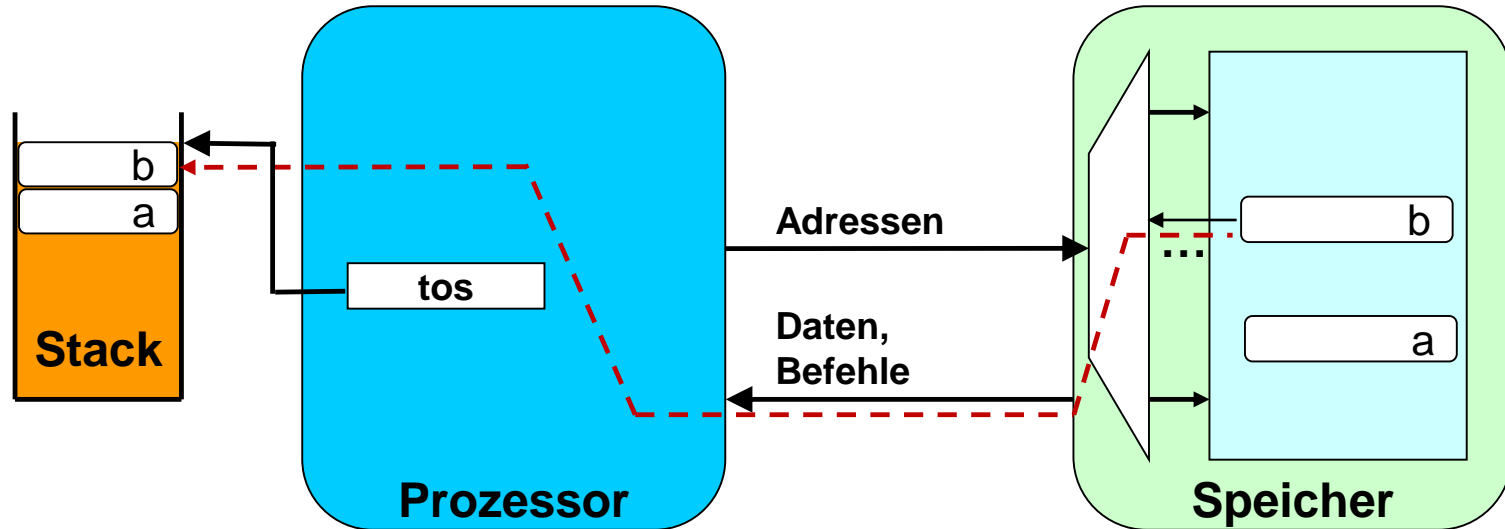 b
a
Stack
tos
Prozessor
Adressen
Daten,
Befehle
...
b
a
Speicher